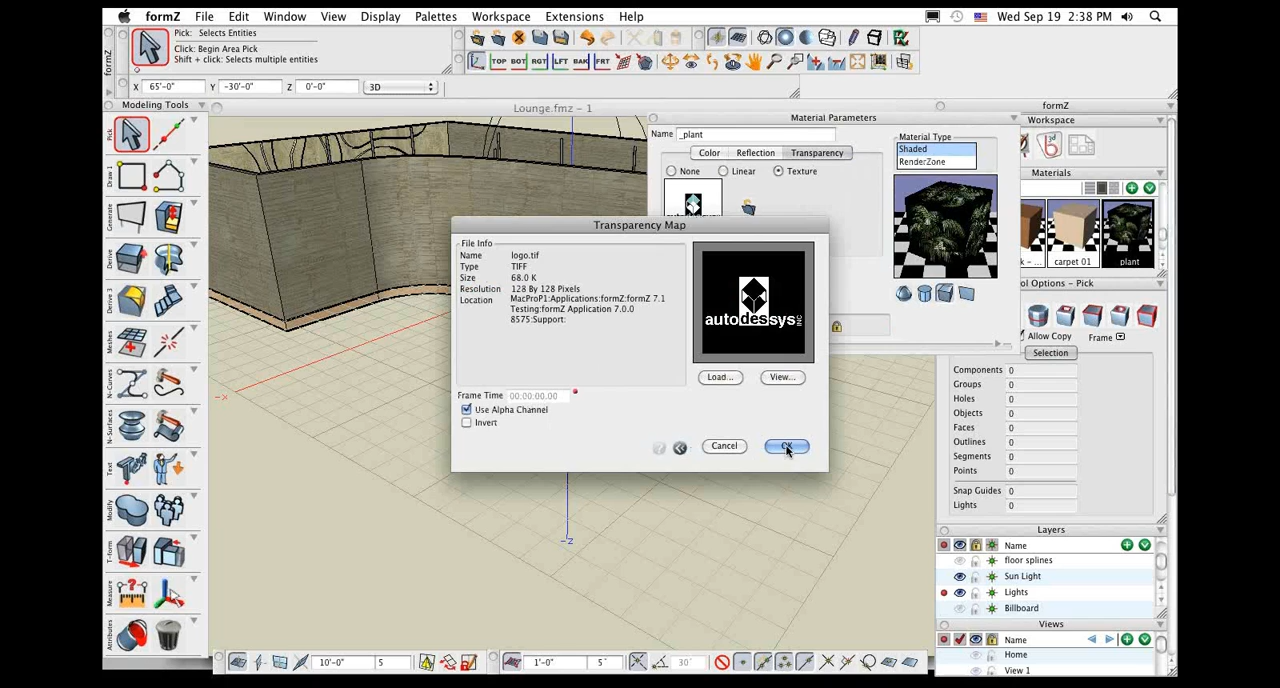 formZ File Edit Window View Display Palettes Workspace Extensions Help Wed Sep 19 2:38 PM
Pick: Selects Entities
Click: Begin Area Pick
Shift + click: Selects multiple entities
formZ
TOP BOT RGT LFT BAK FRT
X 65'-0" Y -30'-0" Z 0'-0" 3D
Modeling Tools
Lounge.fmz - 1
formZ
Material Parameters
Workspace
Name _plant
Material Type
Shaded
RenderZone
Color Reflection Transparency
None Linear Texture
Materials
carpet 01 plant
Pick
Draw 1
Generate
Derive
Derive 3
Meshes
N-Curves
N-Surfaces
Text
Modify
T-form
Measure
Attributes
Transparency Map
File Info
Name logo.tif
Type TIFF
Size 68.0 K
Resolution 128 By 128 Pixels
Location MacProP1:Applications:formZ:formZ 7.1
Testing:formZ Application 7.0.0
8575:Support:
autodessys INC
Load... View...
Frame Time 00:00:00.00
Use Alpha Channel
Invert
Cancel OK
ol Options - Pick
Allow Copy Frame
Selection
Components 0
Groups 0
Holes 0
Objects 0
Faces 0
Outlines 0
Segments 0
Points 0
Snap Guides 0
Lights 0
Layers
Name
floor splines
Sun Light
Lights
Billboard
Views
Name
Home
View 1
-x
-z
10'-0" 5 1'-0" 5° 30°